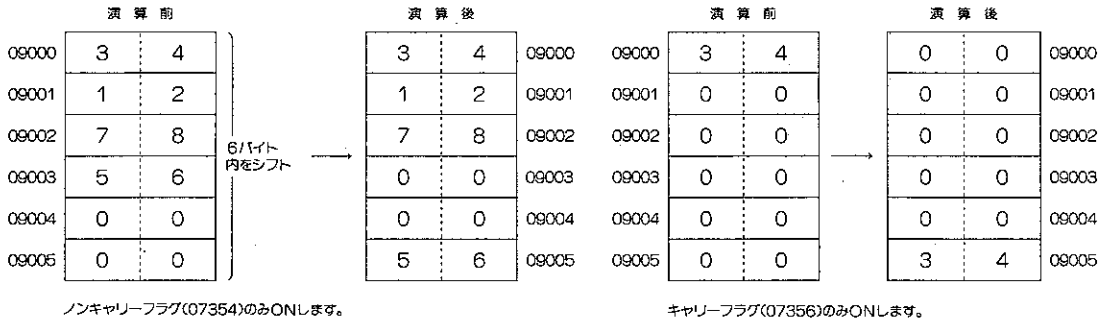 演算前 演算後 演算前 演算後
09000 3 4 3 4 09000 09000 3 4 0 0 09000
09001 1 2 1 2 09001 09001 0 0 0 0 09001
09002 7 8 7 8 09002 09002 0 0 0 0 09002
6バイト
内をシフト
09003 5 6 0 0 09003 09003 0 0 0 0 09003
09004 0 0 0 0 09004 09004 0 0 0 0 09004
09005 0 0 5 6 09005 09005 0 0 3 4 09005
ノンキャリーフラグ(07354)のみONします。 キャリーフラグ(07356)のみONします。